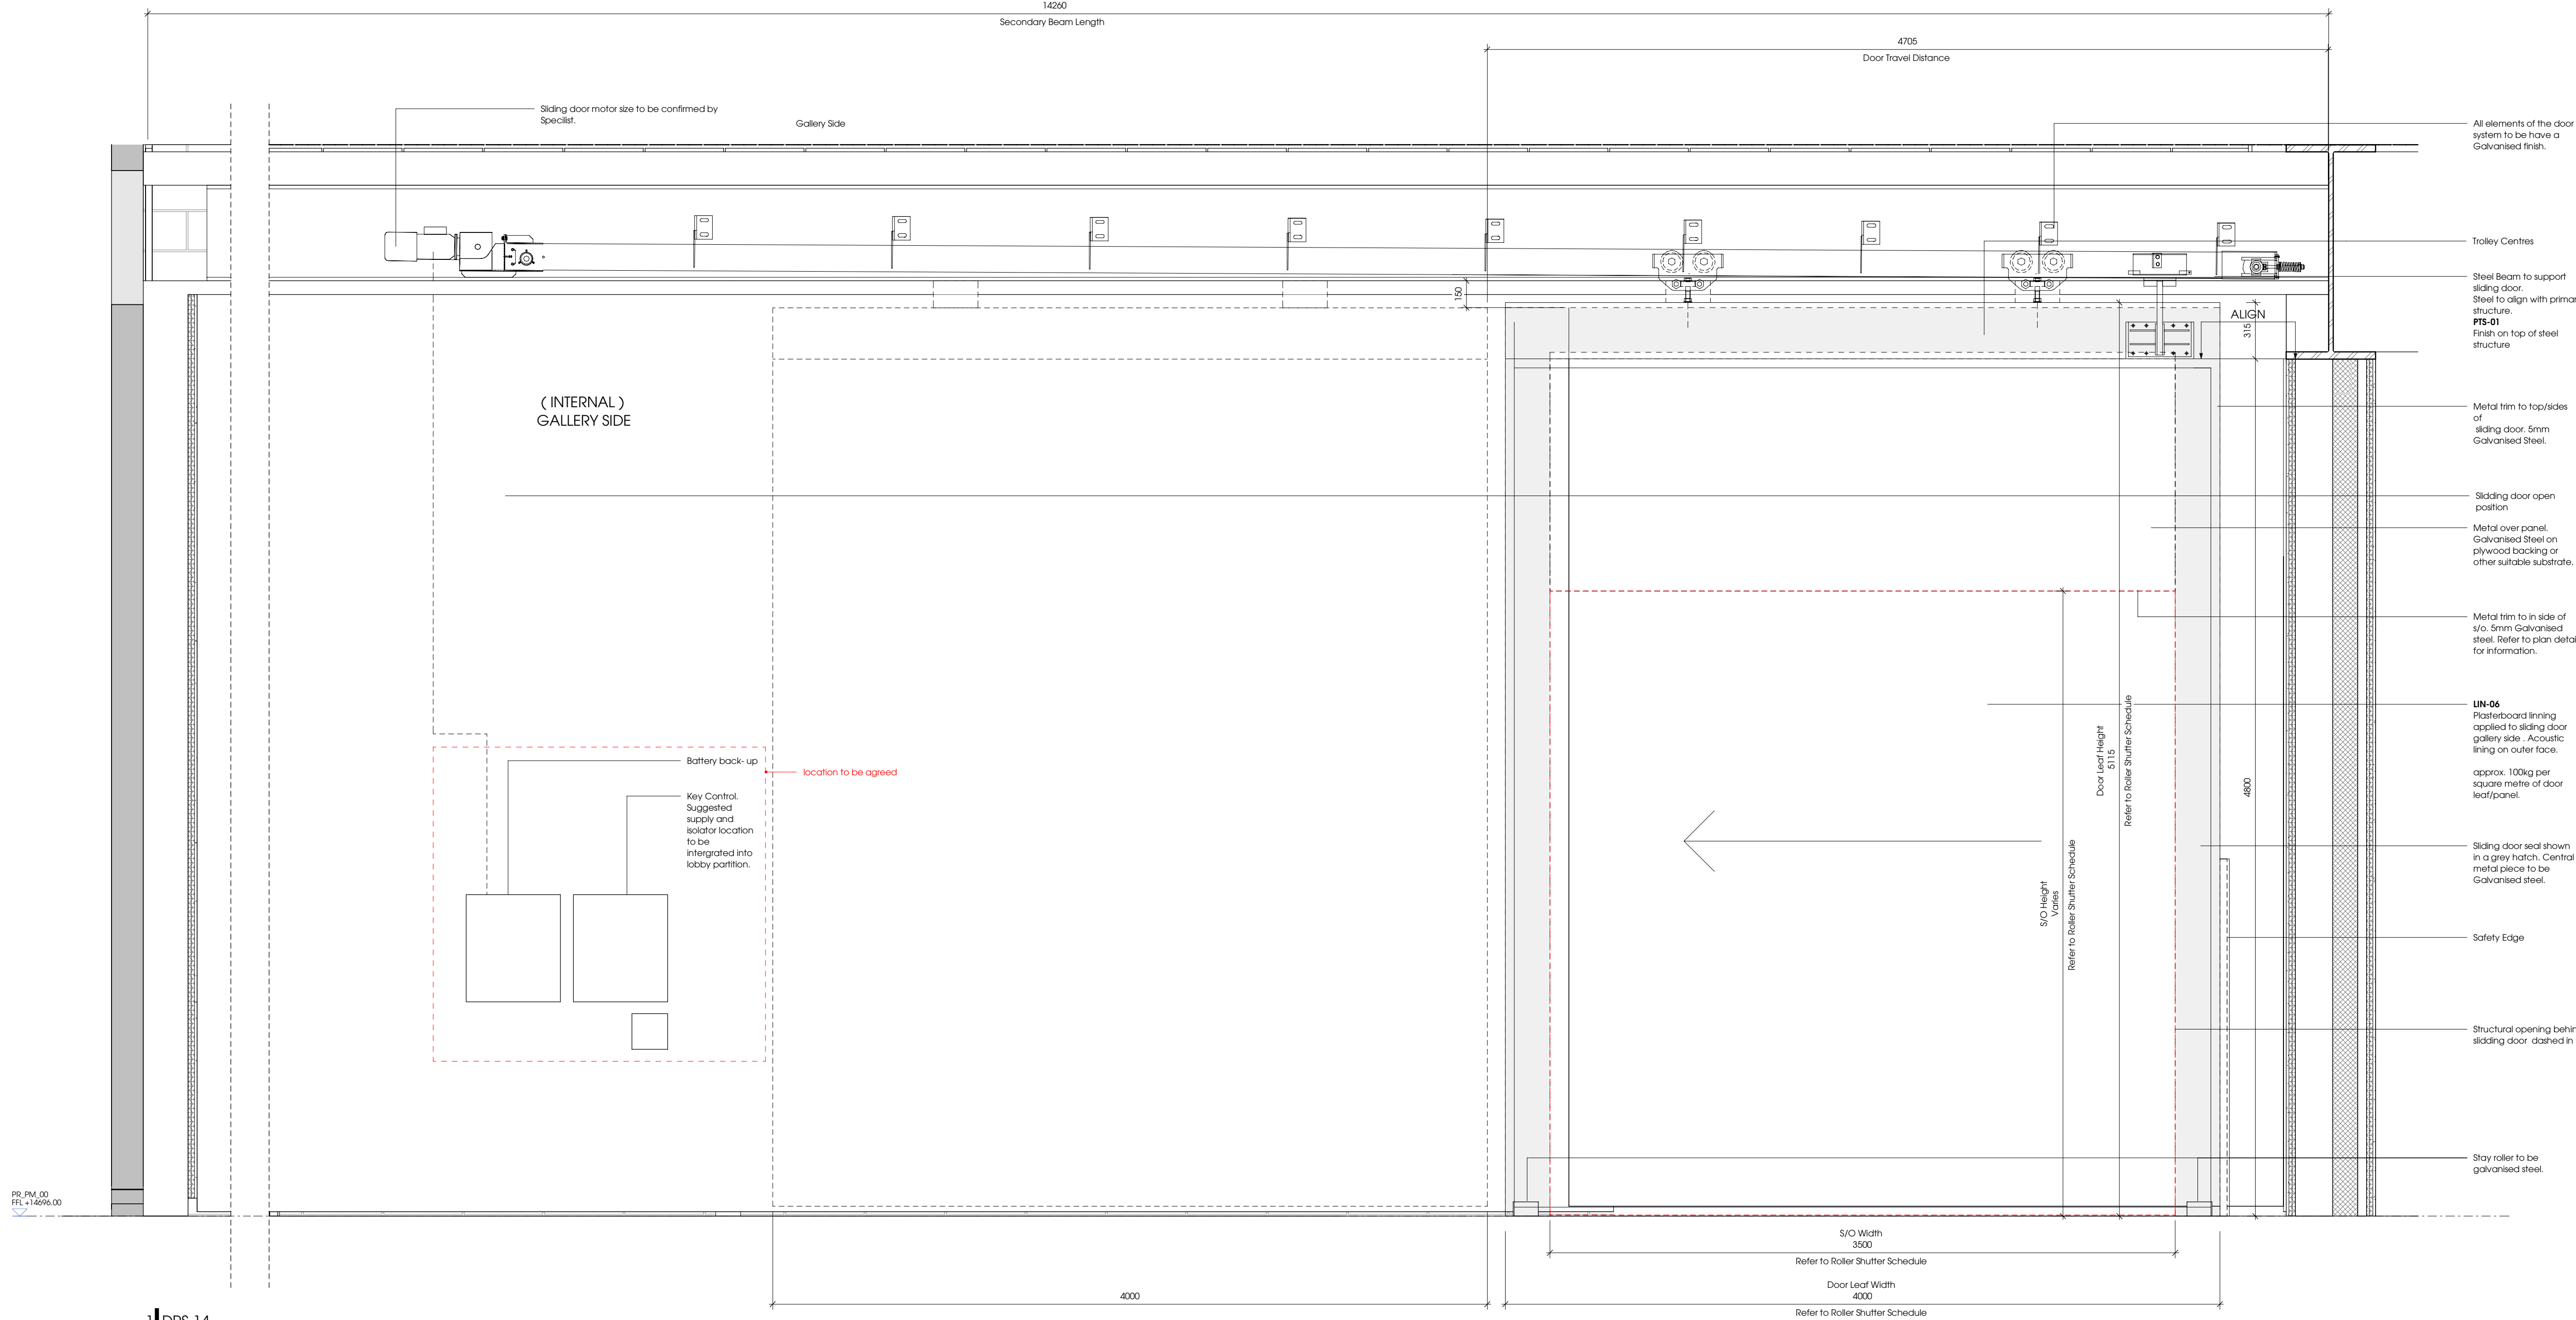 14260
Secondary Beam Length
4705
Door Travel Distance
Sliding door motor size to be confirmed by
Specilist.
Gallery Side
All elements of the door
system to be have a
Galvanised finish.
Trolley Centres
Steel Beam to support
sliding door.
Steel to align with primar
structure.
PTS-01
Finish on top of steel
structure
150
ALIGN
315
( INTERNAL )
GALLERY SIDE
Metal trim to top/sides
of
sliding door. 5mm
Galvanised Steel.
Slidding door open
position
Metal over panel.
Galvanised Steel on
plywood backing or
other suitable substrate.
Metal trim to in side of
s/o. 5mm Galvanised
steel. Refer to plan detai
for information.
LIN-06
Plasterboard linning
applied to sliding door
gallery side . Acoustic
lining on outer face.
approx. 100kg per
square metre of door
leaf/panel.
Battery back- up
location to be agreed
Key Control.
Suggested
supply and
isolator location
to be
intergrated into
lobby partition.
Door Leaf Height
5115
Refer to Roller Shutter Schedule
4800
S/O Height
Varies
Refer to Roller Shutter Schedule
Sliding door seal shown
in a grey hatch. Central
metal piece to be
Galvanised steel.
Safety Edge
Structural opening behin
slidding door dashed in
Stay roller to be
galvanised steel.
PR_PM_00
FFL +14696.00
S/O Width
3500
Refer to Roller Shutter Schedule
Door Leaf Width
4000
4000
Refer to Roller Shutter Schedule